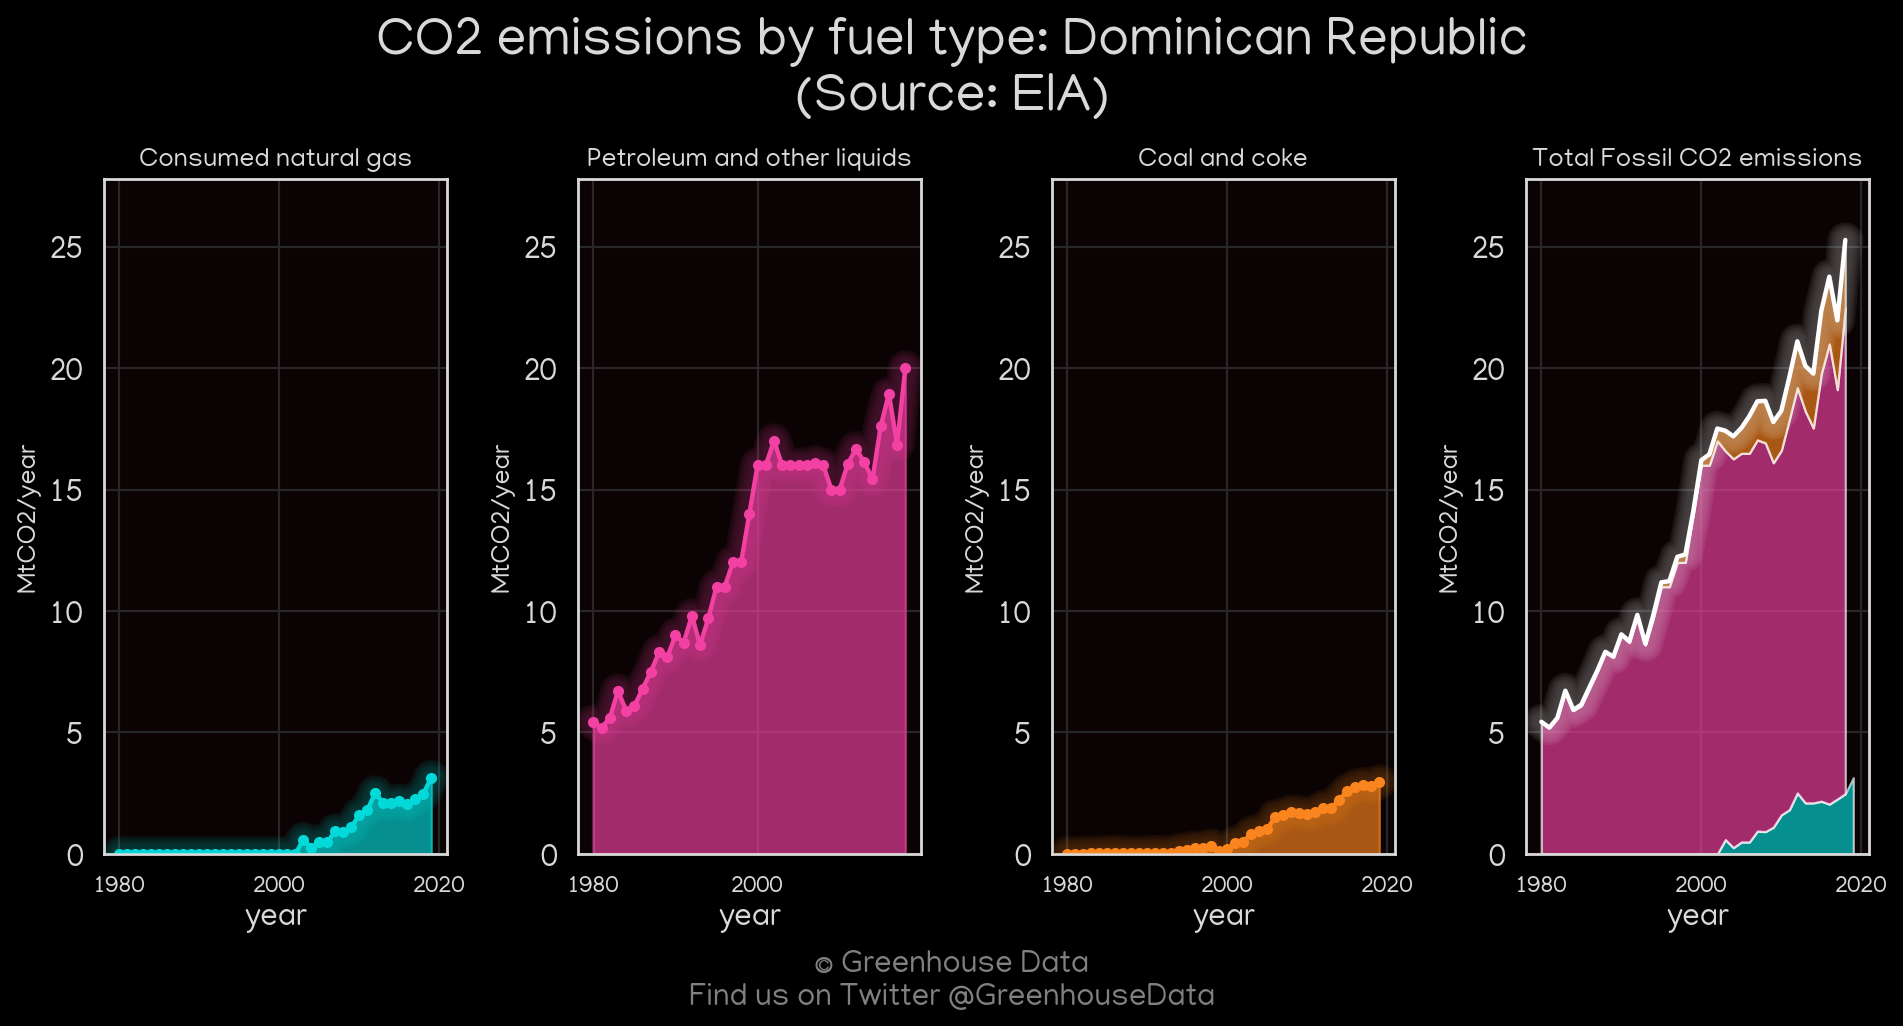 CO2 emissions by fuel type: Dominican Republic
(Source: EIA)
Consumed natural gas
25
20
15
10
5
0
MtCO2/year
1980
2000
2020
year
Petroleum and other liquids
25
20
15
10
5
0
MtCO2/year
1980
2000
year
Coal and coke
25
20
15
10
5
0
MtCO2/year
1980
2000
2020
year
Total Fossil CO2 emissions
25
20
15
10
5
0
MtCO2/year
1980
2000
2020
year
© Greenhouse Data
Find us on Twitter @GreenhouseData